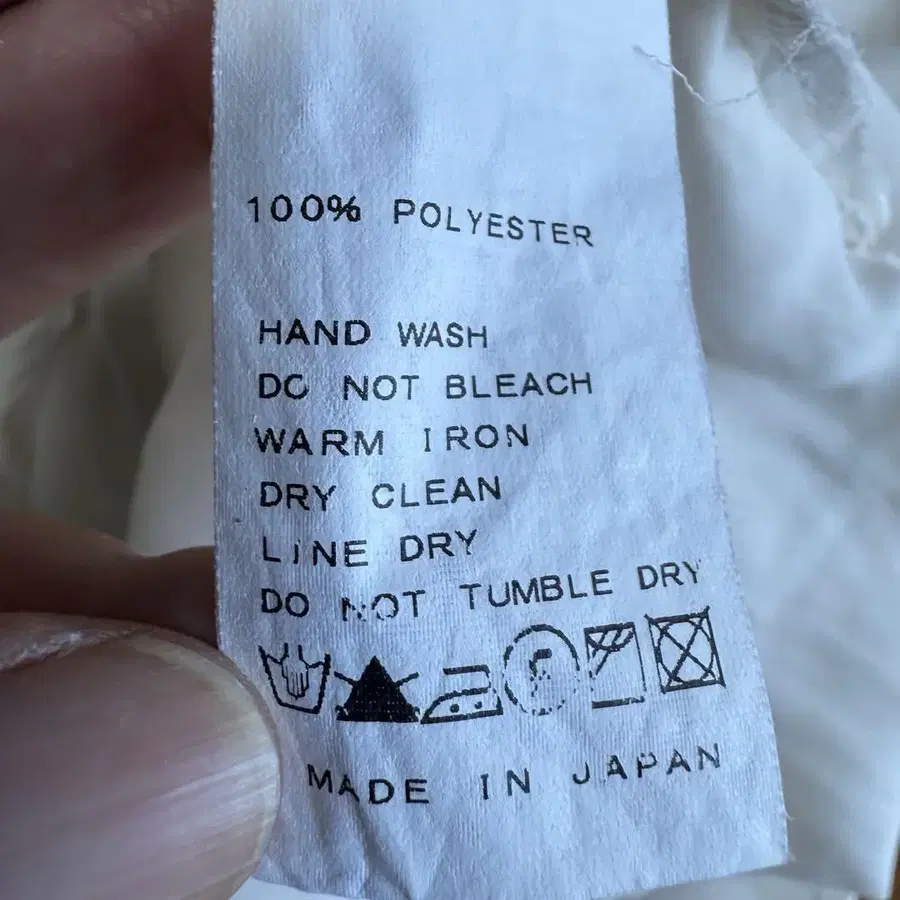 100% POLYESTER
HAND WASH
DO NOT BLEACH
WARM IRON
DRY CLEAN
LINE DRY
DO NOT TUMBLE DRY
F
MADE IN JAPAN